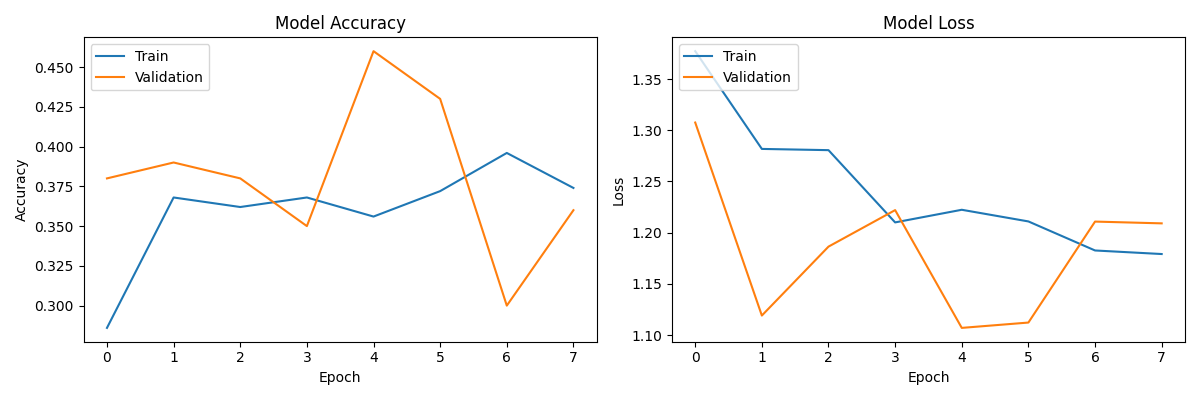 Model Accuracy
Train
Validation
0.450
0.425
0.400
0.375
0.350
0.325
0.300
Accuracy
0 1 2 3 4 5 6 7
Epoch
Model Loss
Train
Validation
1.35
1.30
1.25
1.20
1.15
1.10
Loss
0 1 2 3 4 5 6 7
Epoch